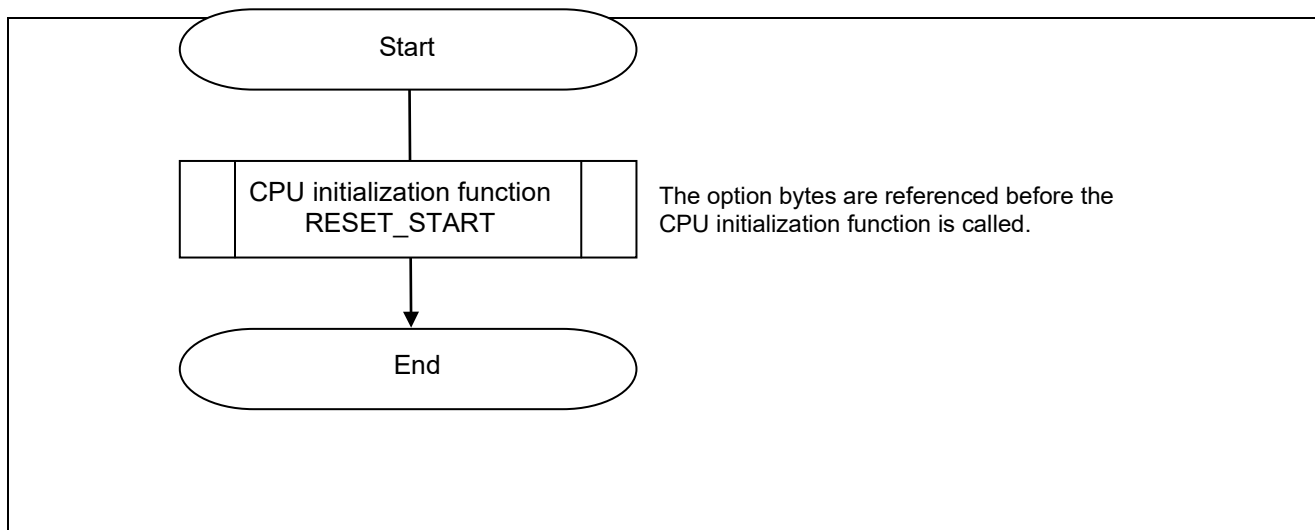 Start
CPU initialization function
RESET_START
The option bytes are referenced before the
CPU initialization function is called.
End